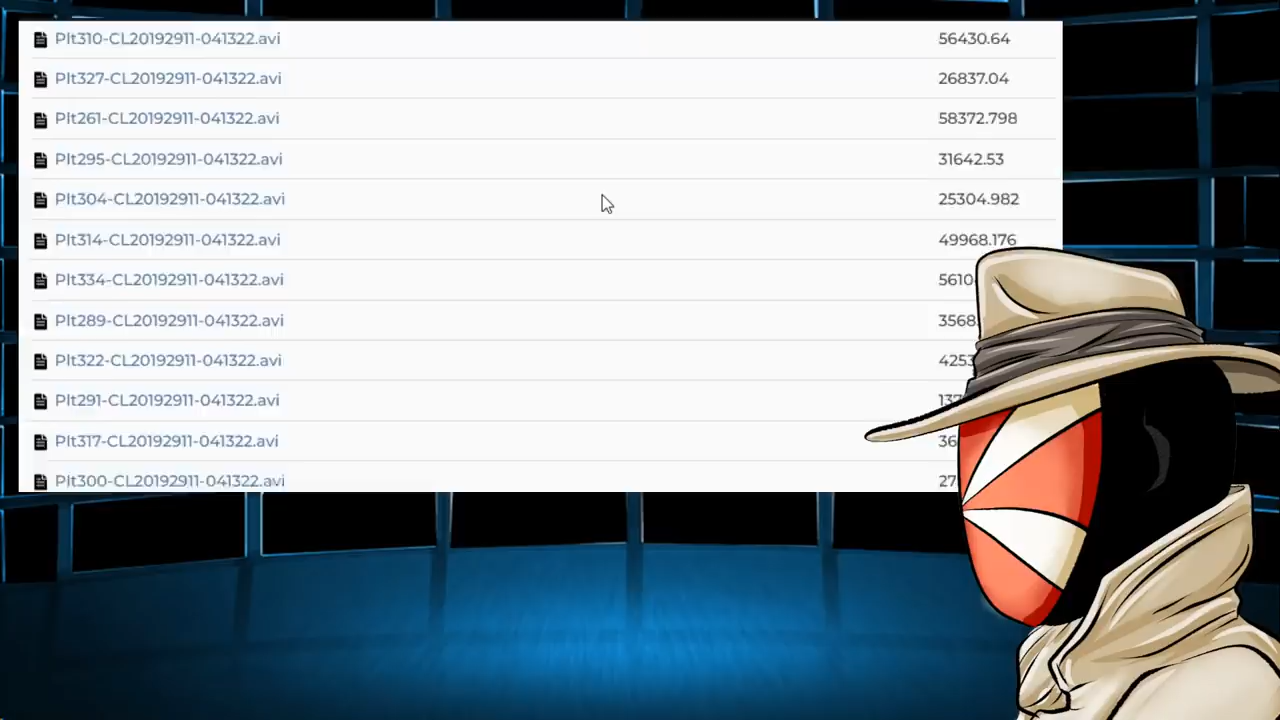 Plt310-CL20192911-041322.avi 56430.64
Plt327-CL20192911-041322.avi 26837.04
Plt261-CL20192911-041322.avi 58372.798
Plt295-CL20192911-041322.avi 31642.53
Plt304-CL20192911-041322.avi 25304.982
Plt314-CL20192911-041322.avi 49968.176
Plt334-CL20192911-041322.avi
Plt289-CL20192911-041322.avi
Plt322-CL20192911-041322.avi
Plt291-CL20192911-041322.avi
Plt317-CL20192911-041322.avi
Plt300-CL20192911-041322.avi